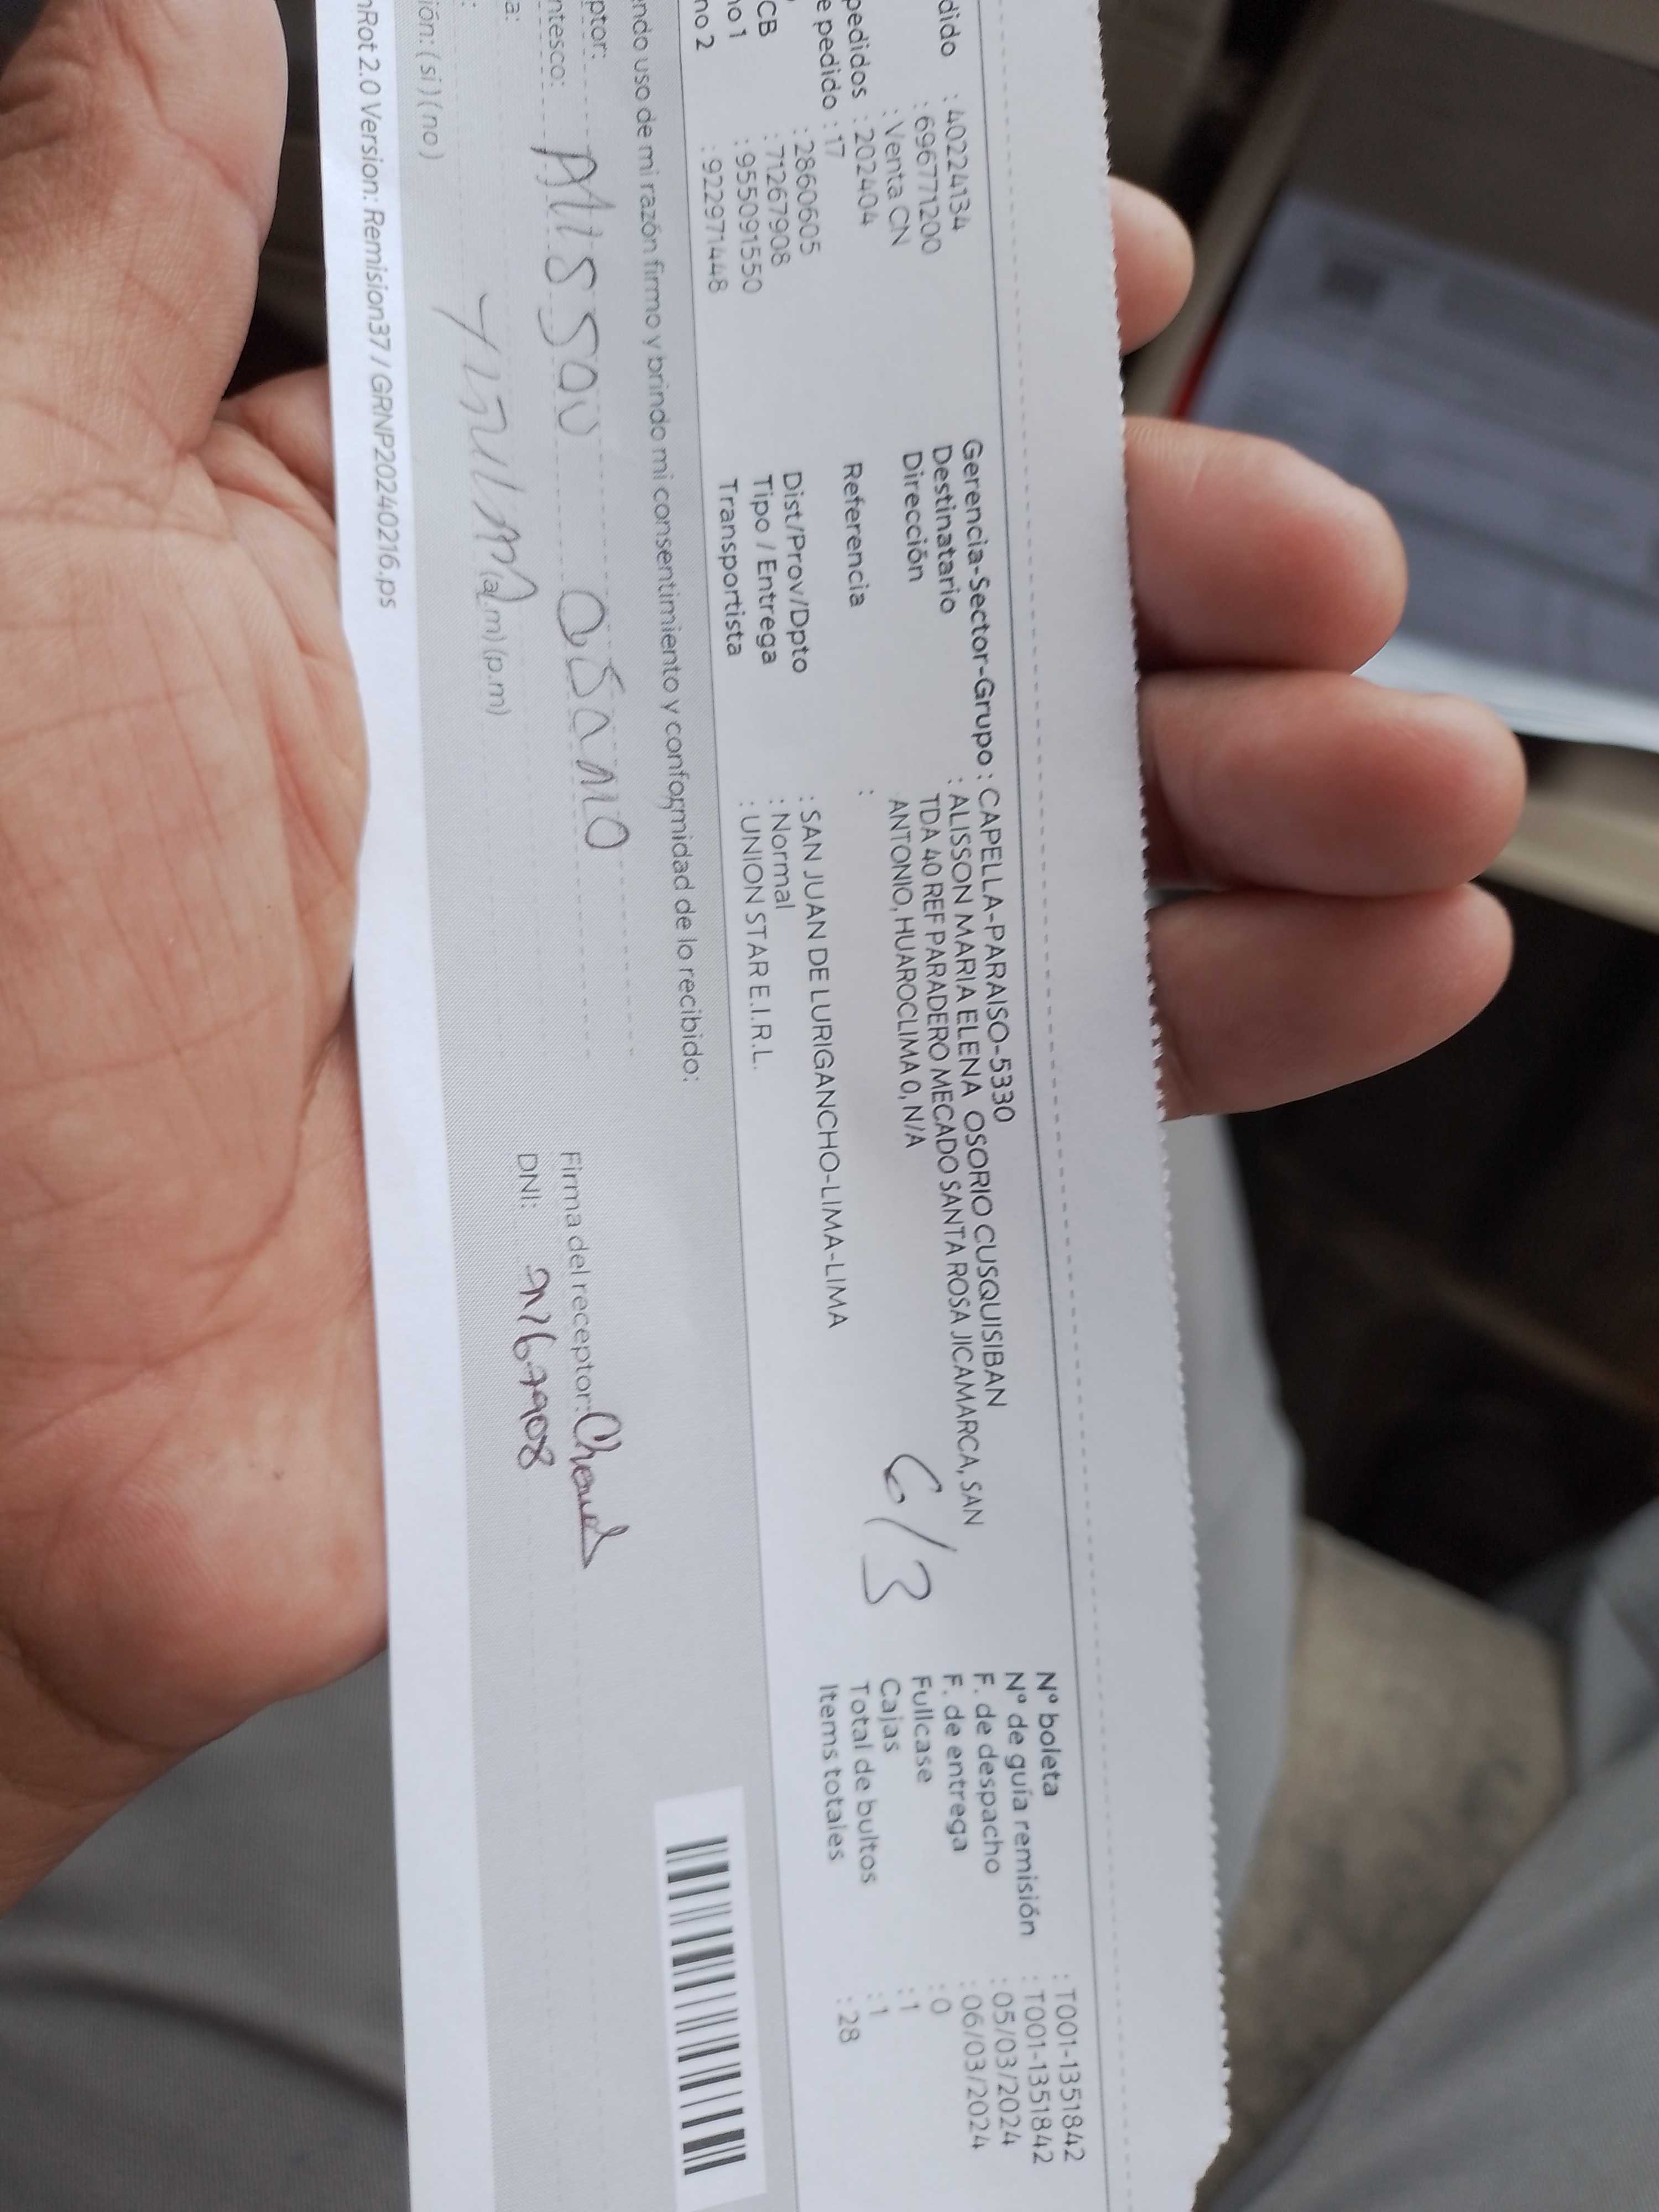 dido : 40224134
: 696771200
: Venta CN
pedidos : 202404
e pedido : 17
: 2860605
CB : 71267908
no 1 : 955091550
no 2 : 922971448
Gerencia-Sector-Grupo : CAPELLA-PARAISO-5330
Destinatario : ALISSON MARIA ELENA OSORIO CUSQUISIBAN
Dirección TDA 40 REF PARADERO MECADO SANTA ROSA JICAMARCA, SAN
ANTONIO, HUAROCLIMA 0, N/A
Referencia :
Dist/Prov/Dpto : SAN JUAN DE LURIGANCHO-LIMA-LIMA
Tipo / Entrega : Normal
Transportista : UNION STAR E.I.R.L.
6/3
N° boleta : T001-1351842
N° de guía remisión : T001-1351842
F. de despacho : 05/03/2024
F. de entrega : 06/03/2024
Fullcase : 0
Cajas : 1
Total de bultos : 1
Items totales : 28
endo uso de mi razón firmo y brindo mi consentimiento y conformidad de lo recibido:
ptor: Alisson
ntesco:
a:
: (a.m) (p.m)
ión: ( si ) ( no )
Firma del receptor:
DNI: 71267908
nRot 2.0 Version: Remision37 / GRNP20240216.ps